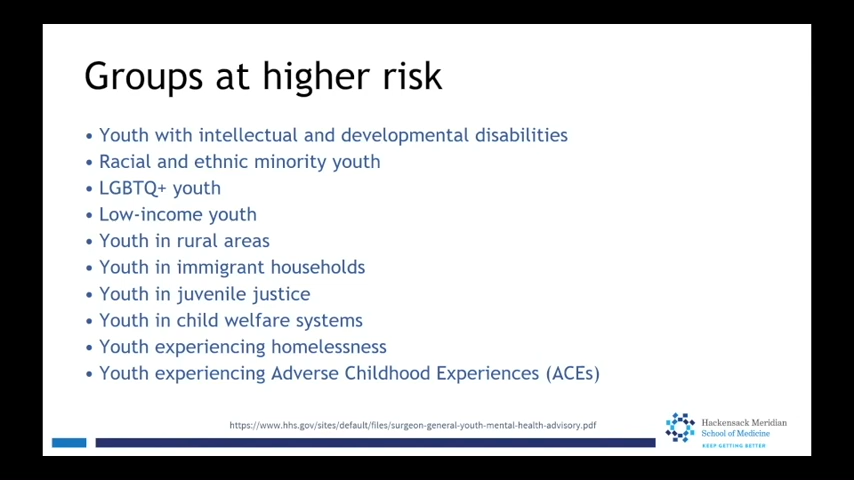 Groups at higher risk
• Youth with intellectual and developmental disabilities
• Racial and ethnic minority youth
• LGBTQ+ youth
• Low-income youth
• Youth in rural areas
• Youth in immigrant households
• Youth in juvenile justice
• Youth in child welfare systems
• Youth experiencing homelessness
• Youth experiencing Adverse Childhood Experiences (ACEs)
https://www.hhs.gov/sites/default/files/surgeon-general-youth-mental-health-advisory.pdf
Hackensack Meridian
School of Medicine
KEEP GETTING BETTER